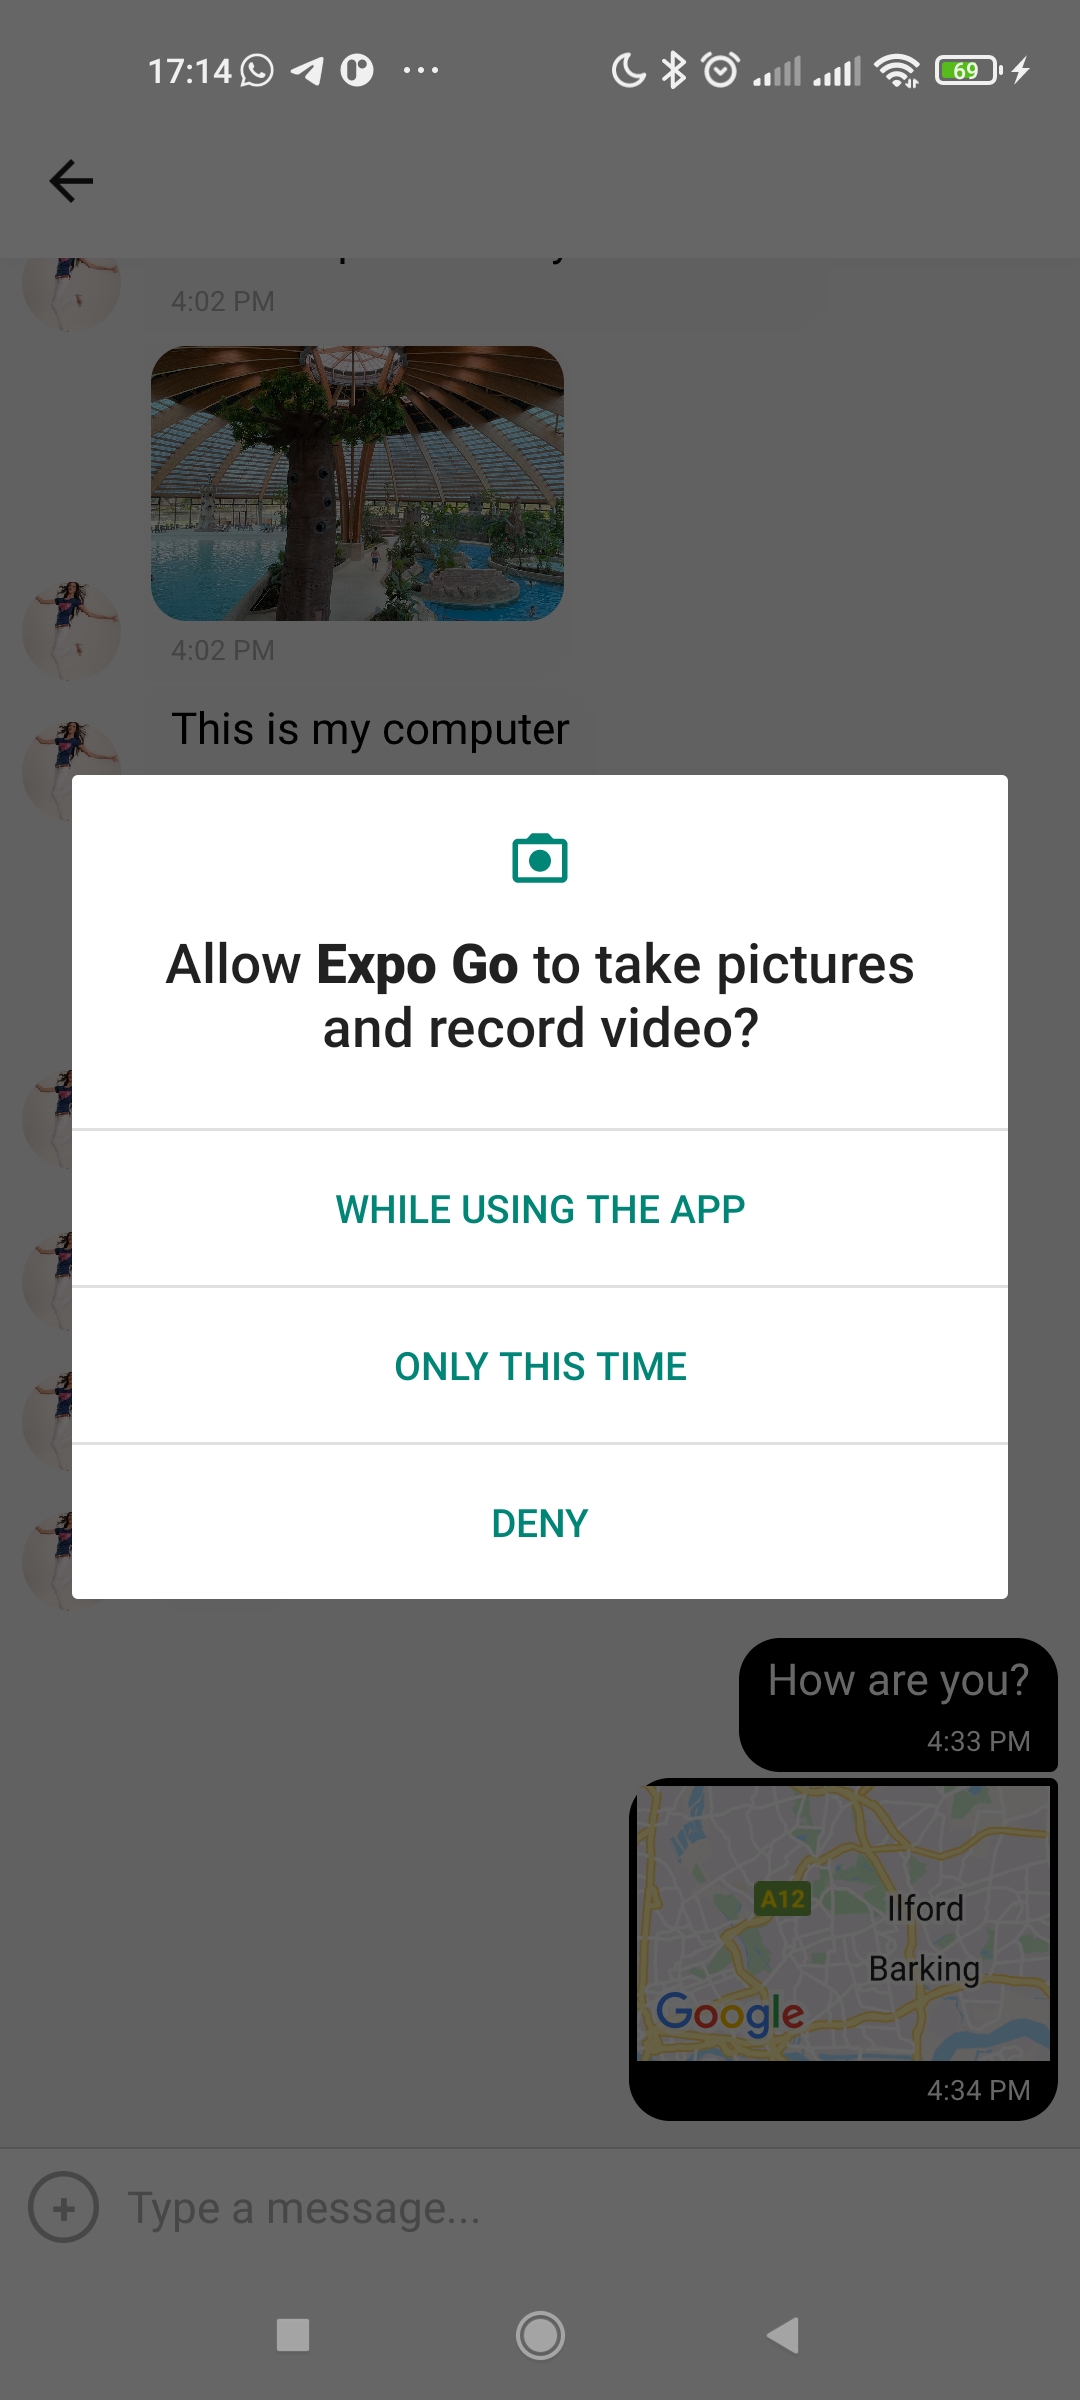 17:14
69
4:02 PM
4:02 PM
This is my computer
Allow Expo Go to take pictures
and record video?
WHILE USING THE APP
ONLY THIS TIME
DENY
How are you?
4:33 PM
A12
Ilford
Barking
Google
4:34 PM
Type a message...